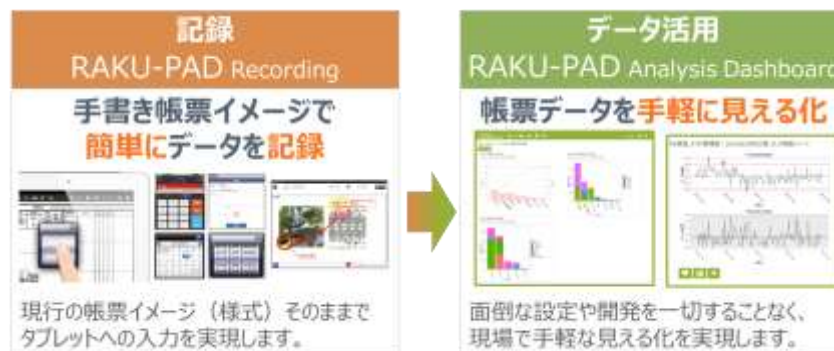 記録
RAKU-PAD Recording
手書き帳票イメージで
簡単にデータを記録
現行の帳票イメージ（様式）そのままで
タブレットへの入力を実現します。
データ活用
RAKU-PAD Analysis Dashboard
帳票データを手軽に見える化
面倒な設定や開発を一切することなく、
現場で手軽な見える化を実現します。